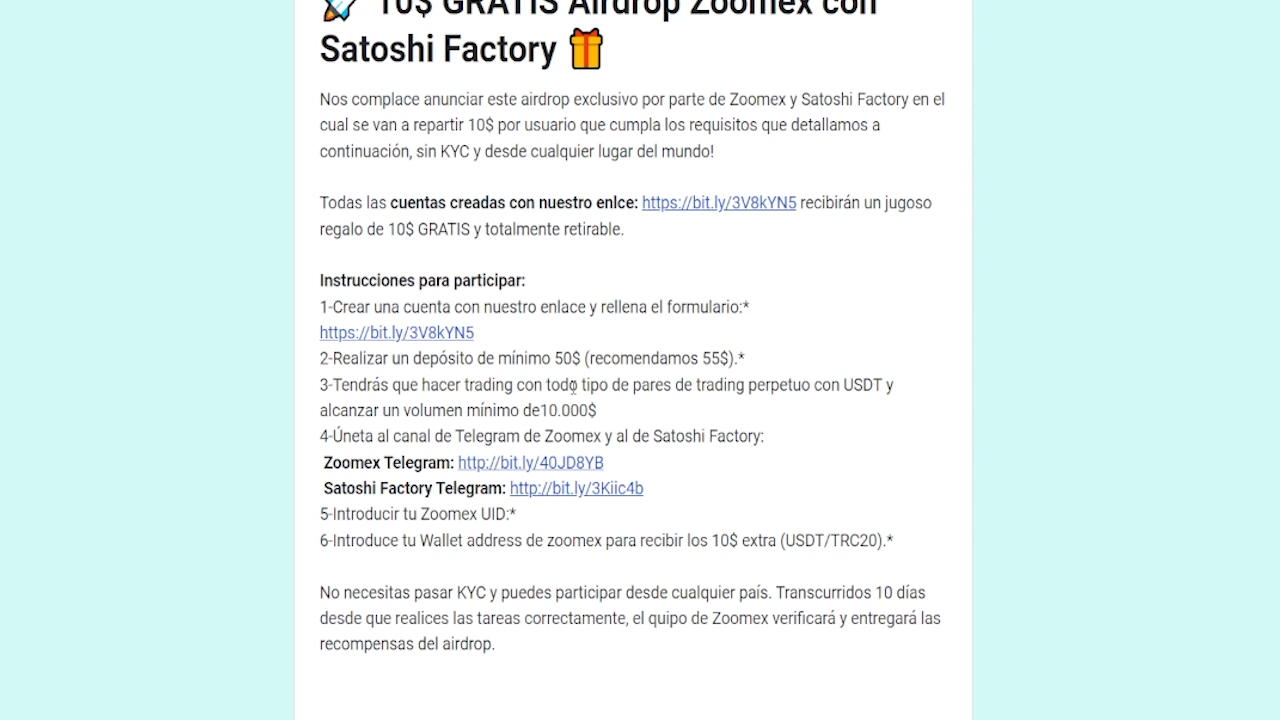 🚀 10$ GRATIS Airdrop Zoomex con
Satoshi Factory 🎁
Nos complace anunciar este airdrop exclusivo por parte de Zoomex y Satoshi Factory en el
cual se van a repartir 10$ por usuario que cumpla los requisitos que detallamos a
continuación, sin KYC y desde cualquier lugar del mundo!
Todas las cuentas creadas con nuestro enlce: https://bit.ly/3V8kYN5 recibirán un jugoso
regalo de 10$ GRATIS y totalmente retirable.
Instrucciones para participar:
1-Crear una cuenta con nuestro enlace y rellena el formulario:*
https://bit.ly/3V8kYN5
2-Realizar un depósito de mínimo 50$ (recomendamos 55$).*
3-Tendrás que hacer trading con todo tipo de pares de trading perpetuo con USDT y
alcanzar un volumen mínimo de10.000$
4-Úneta al canal de Telegram de Zoomex y al de Satoshi Factory:
Zoomex Telegram: http://bit.ly/40JD8YB
Satoshi Factory Telegram: http://bit.ly/3Kiic4b
5-Introducir tu Zoomex UID:*
6-Introduce tu Wallet address de zoomex para recibir los 10$ extra (USDT/TRC20).*
No necesitas pasar KYC y puedes participar desde cualquier país. Transcurridos 10 días
desde que realices las tareas correctamente, el quipo de Zoomex verificará y entregará las
recompensas del airdrop.